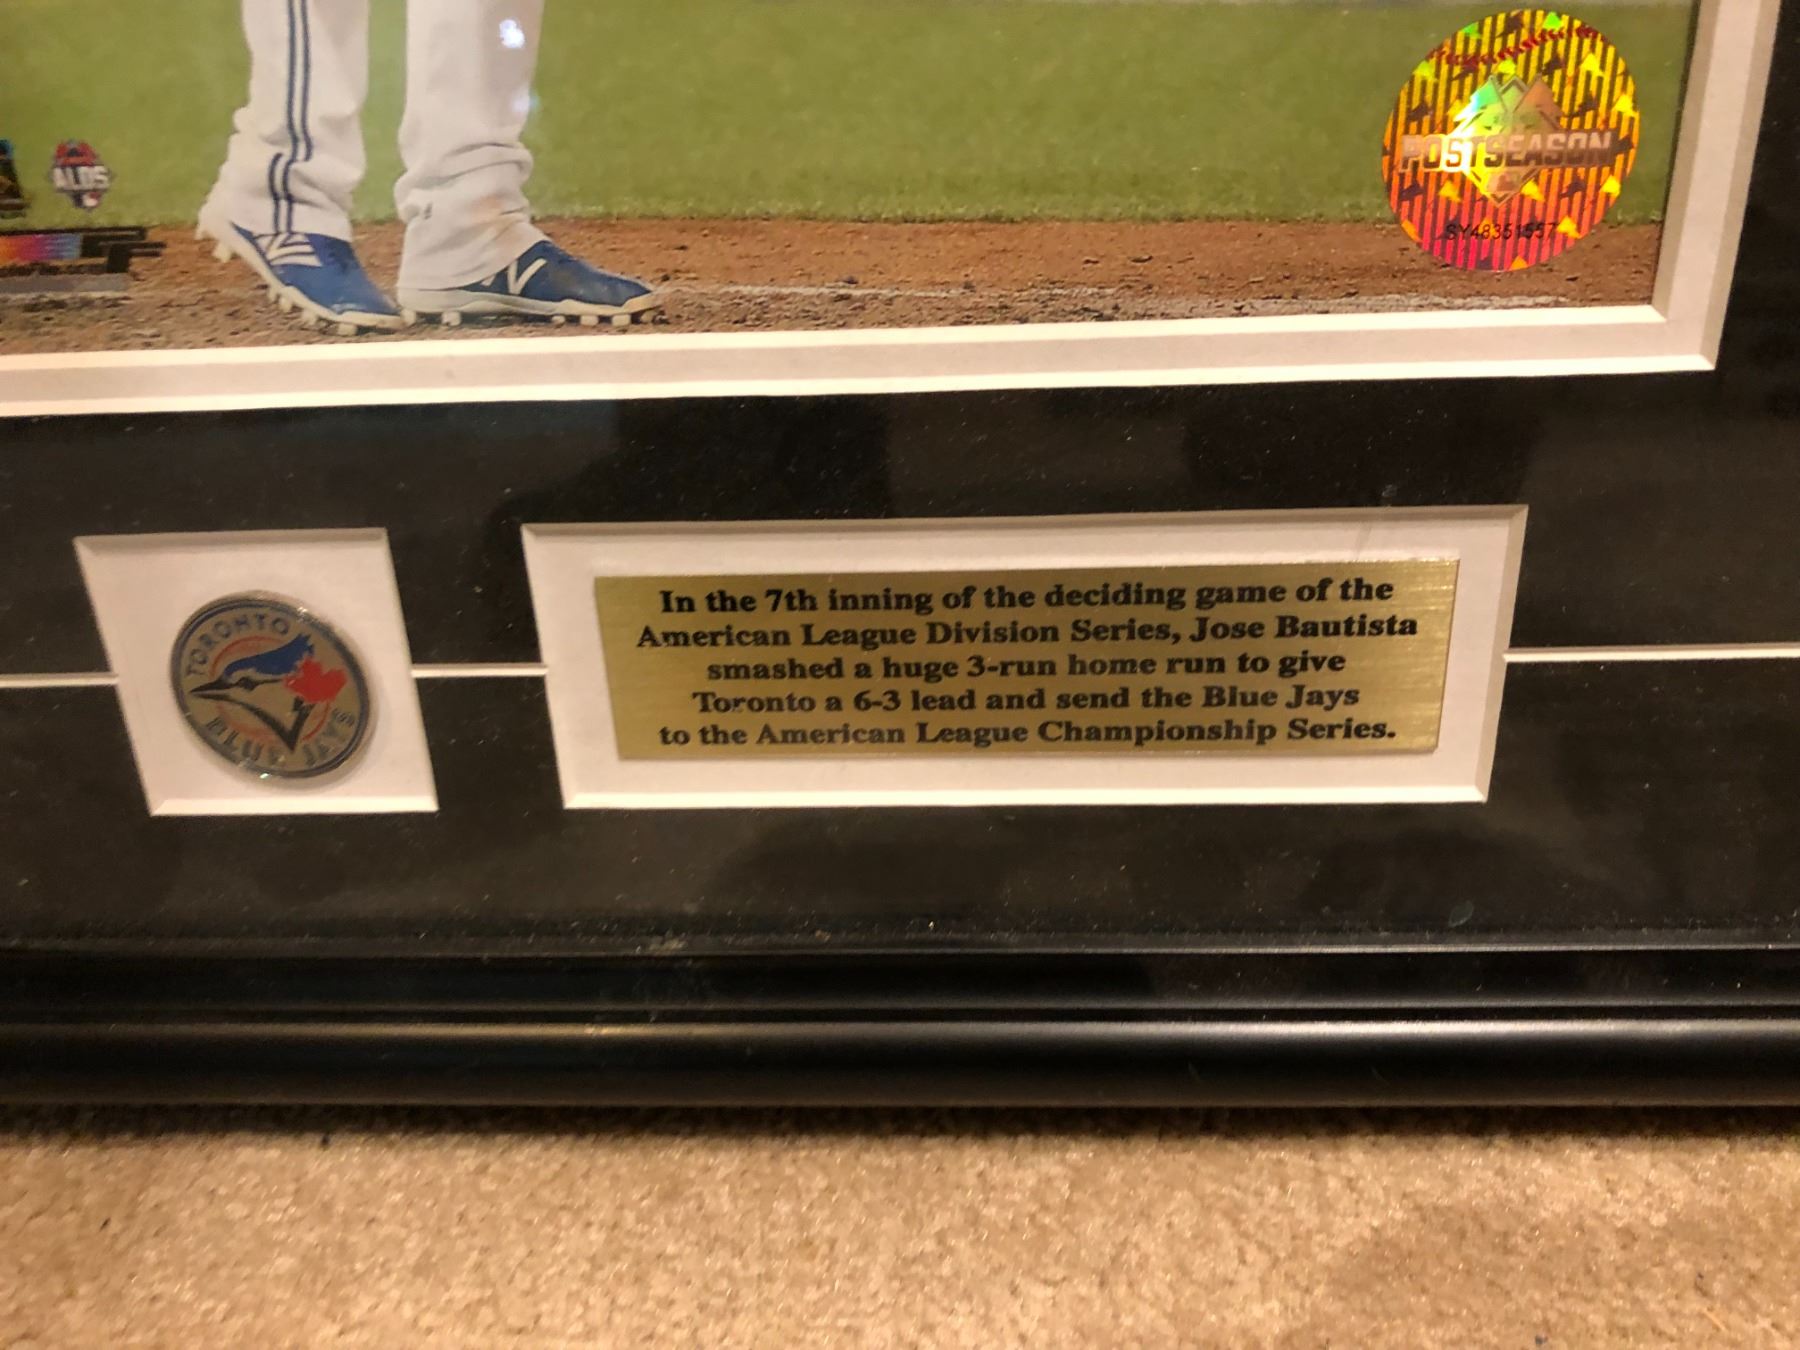 ALDS
POSTSEASON
SY48351557
TORONTO
BLUE JAYS
In the 7th inning of the deciding game of the
American League Division Series, Jose Bautista
smashed a huge 3-run home run to give
Toronto a 6-3 lead and send the Blue Jays
to the American League Championship Series.